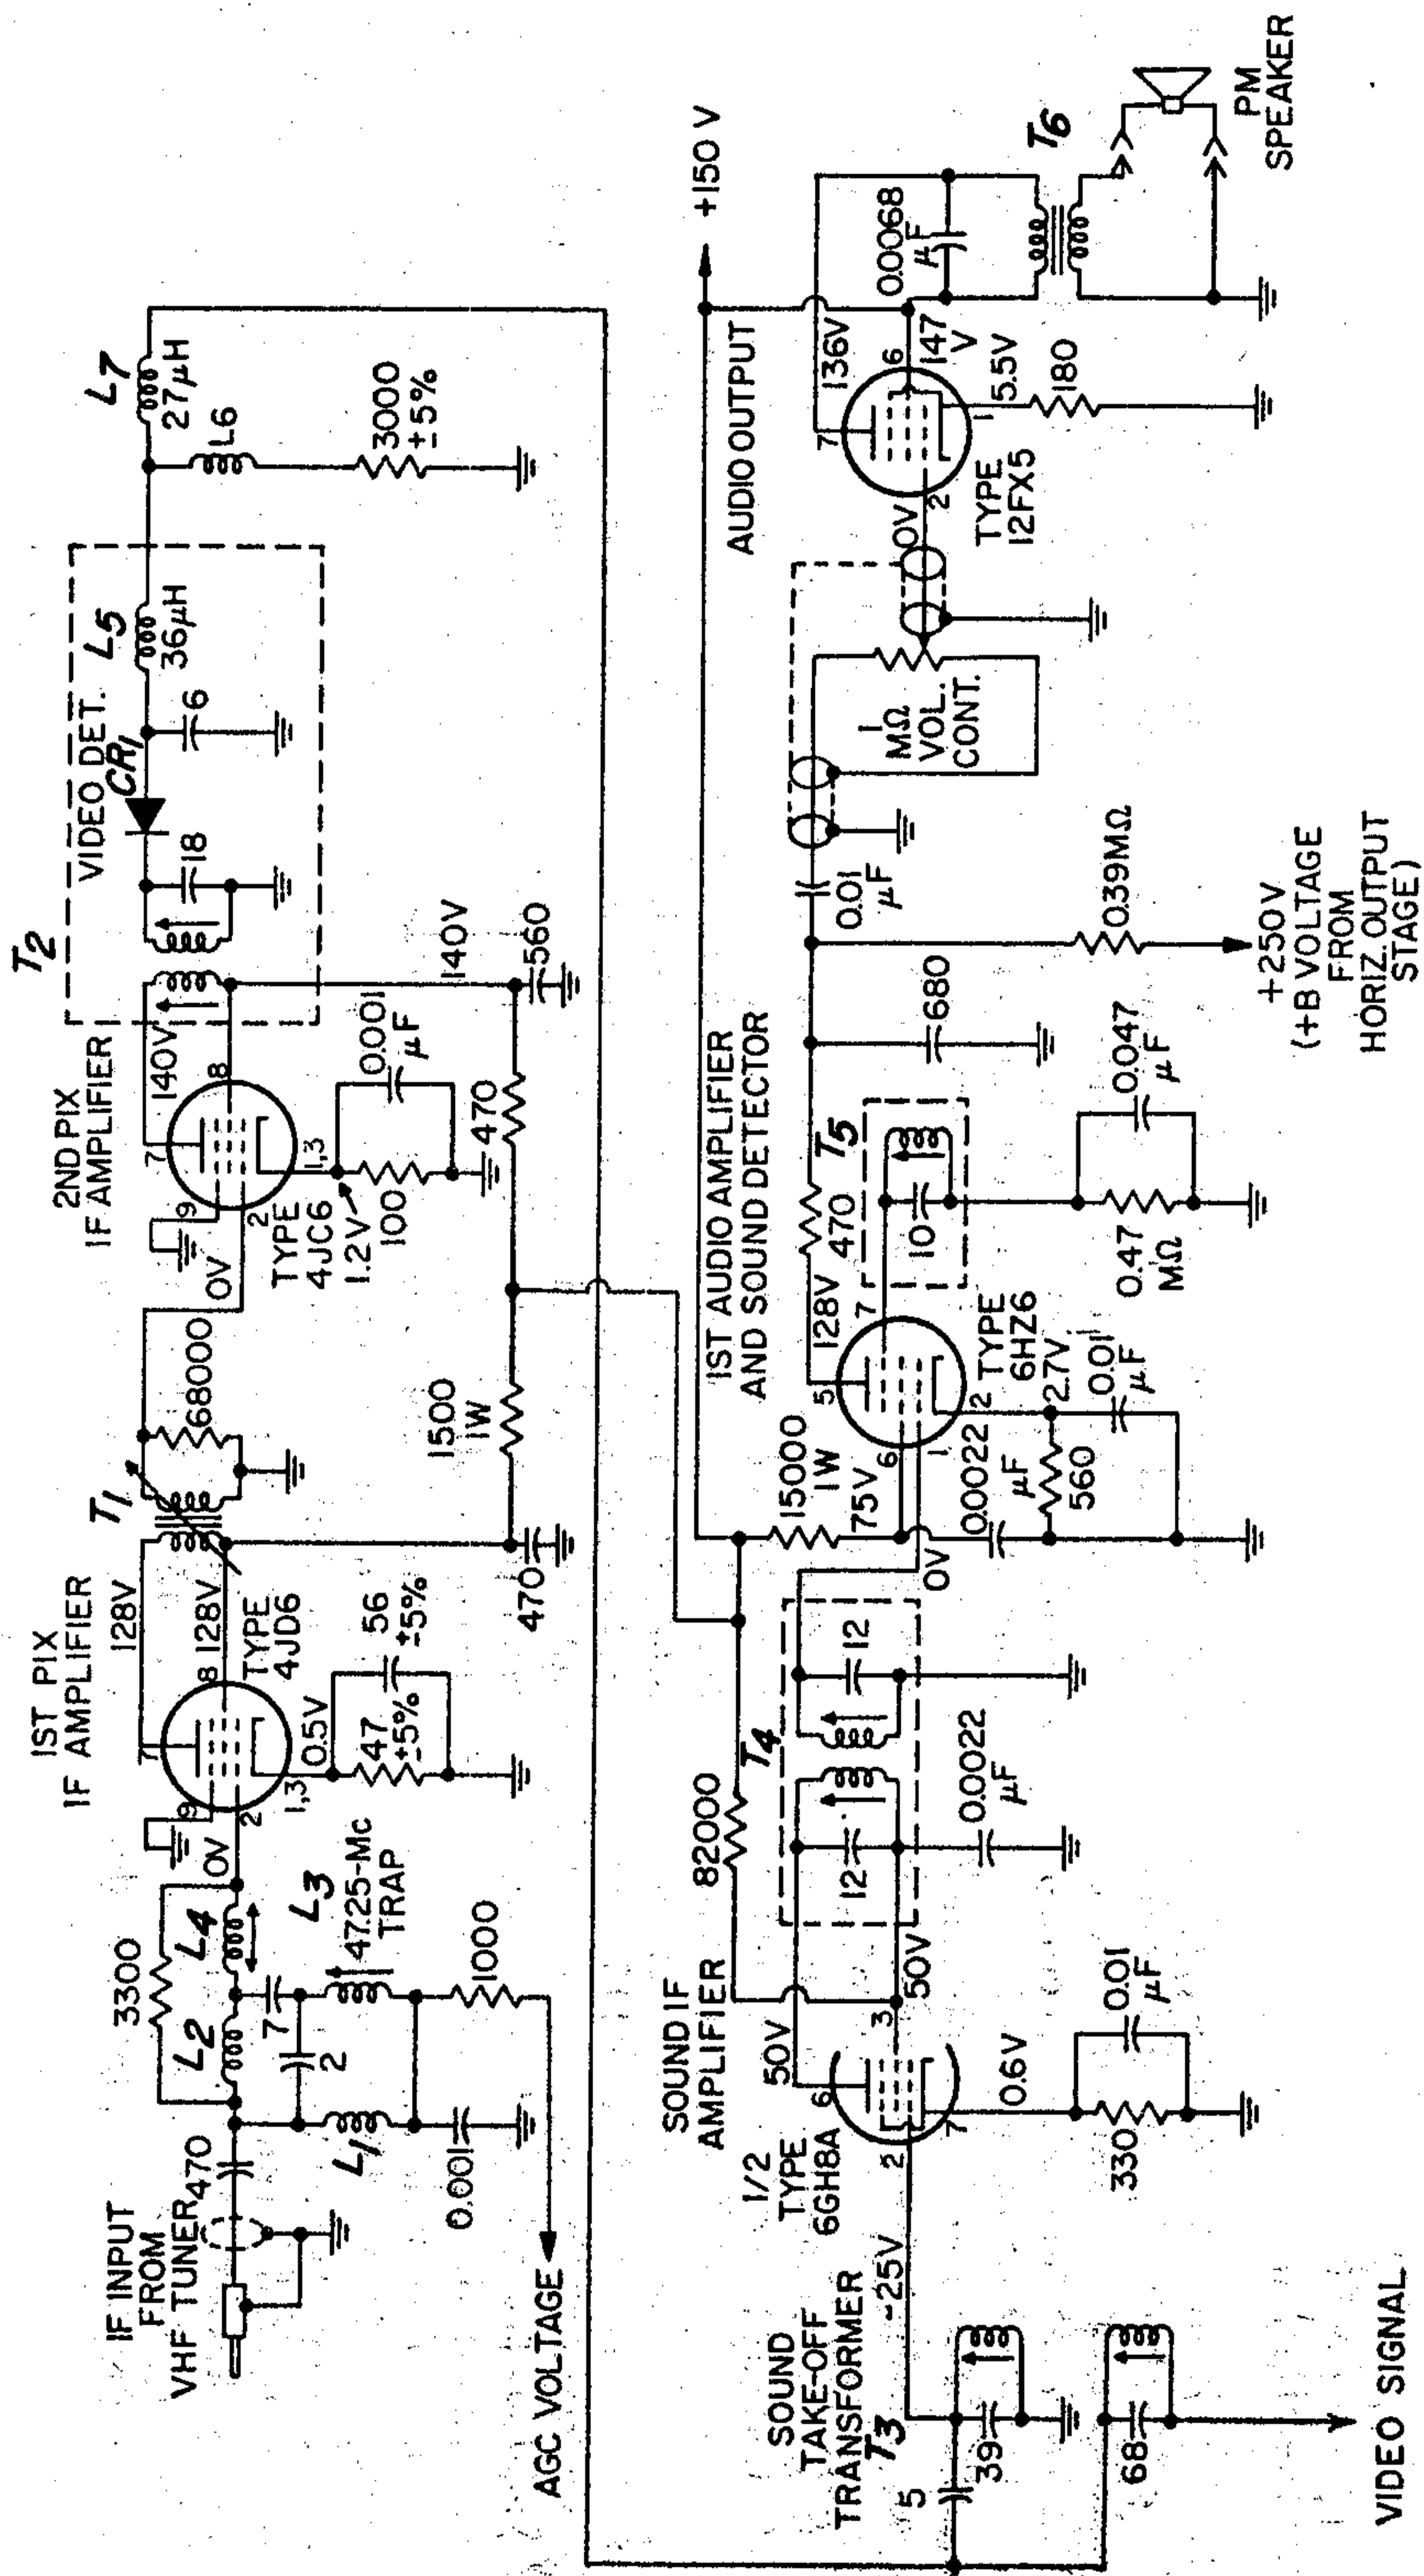 IF INPUT
FROM
VHF TUNER
470
3300
L2
L4
7
2
L1
L3
47.25-Mc
TRAP
0.001
1000
AGC VOLTAGE
1ST PIX
IF AMPLIFIER
0V
9
2
7
8
1,3
0.5V
128V
128V
TYPE
4JD6
47
±5%
56
±5%
T1
68000
470
1500
1W
470
2ND PIX
IF AMPLIFIER
0V
9
2
7
8
1,3
140V
TYPE
4JC6
1.2V
100
0.001
μF
140V
560
T2
VIDEO DET.
CR1
18
6
L5
36μH
L7
27μH
L6
3000
±5%
SOUND
TAKE-OFF
TRANSFORMER
T3
5
39
68
VIDEO SIGNAL
-.25V
SOUND IF
AMPLIFIER
1/2
TYPE
6GH8A
2
6
3
7
50V
50V
0.6V
330
0.01
μF
82000
T4
12
12
0.0022
μF
1ST AUDIO AMPLIFIER
AND SOUND DETECTOR
15000
1W
75V
0V
6
1
5
7
2
128V
TYPE
6HZ6
2.7V
0.0022
μF
560
0.01
μF
470
T5
10
0.47
MΩ
0.047
μF
680
0.01
μF
0.39MΩ
+250V
(+B VOLTAGE
FROM
HORIZ. OUTPUT
STAGE)
1
MΩ
VOL.
CONT.
AUDIO OUTPUT
0V
2
7
6
1
136V
147
V
5.5V
180
TYPE
12FX5
+150 V
0.0068
μF
T6
PM
SPEAKER